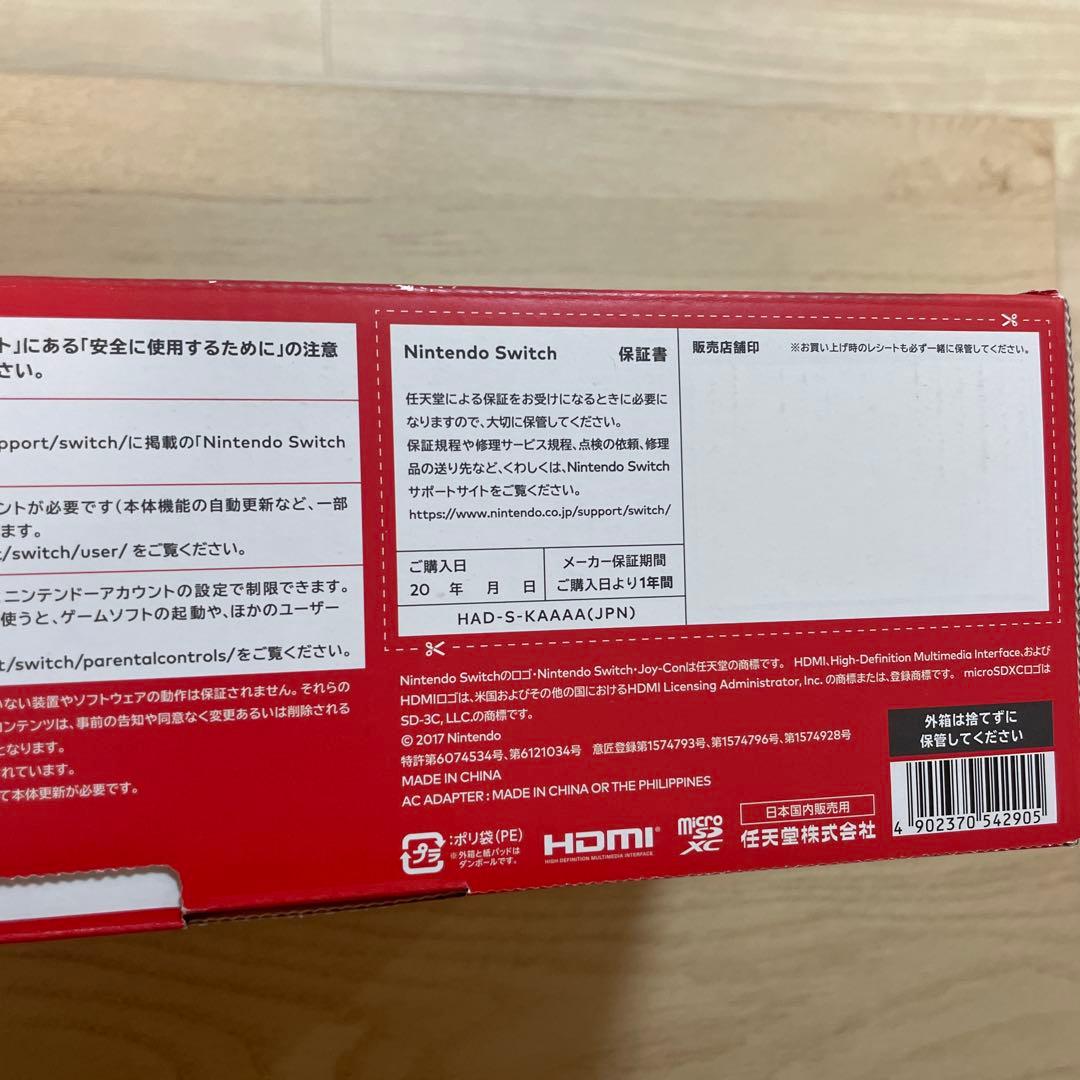 ト」にある「安全に使用するために」の注意
さい。
pport/switch/に掲載の「Nintendo Switch
ントが必要です(本体機能の自動更新など、一部
ます。
t/switch/user/ をご覧ください。
ニンテンドーアカウントの設定で制限できます。
使うと、ゲームソフトの起動や、ほかのユーザー
t/switch/parentalcontrols/をご覧ください。
いない装置やソフトウェアの動作は保証されません。それらの
コンテンツは、事前の告知や同意なく変更あるいは削除される
となります。
れています。
て本体更新が必要です。
Nintendo Switch 保証書
任天堂による保証をお受けになるときに必要に
なりますので、大切に保管してください。
保証規程や修理サービス規程、点検の依頼、修理
品の送り先など、くわしくは、Nintendo Switch
サポートサイトをご覧ください。
https://www.nintendo.co.jp/support/switch/
ご購入日
20 年 月 日
メーカー保証期間
ご購入日より1年間
HAD-S-KAAAA(JPN)
販売店舗印 ※お買い上げ時のレシートも必ず一緒に保管してください。
Nintendo Switchのロゴ・Nintendo Switch・Joy-Conは任天堂の商標です。 HDMI、High-Definition Multimedia Interface、および
HDMIロゴは、米国およびその他の国におけるHDMI Licensing Administrator, Inc. の商標または、登録商標です。 microSDXCロゴは
SD-3C, LLC.の商標です。
© 2017 Nintendo
特許第6074534号、第6121034号 意匠登録第1574793号、第1574796号、第1574928号
MADE IN CHINA
AC ADAPTER : MADE IN CHINA OR THE PHILIPPINES
プラ
:ポリ袋(PE)
※外箱と紙パッドは
ダンボールです。
HDMI
HIGH-DEFINITION MULTIMEDIA INTERFACE
micro
SD
XC
日本国内販売用
任天堂株式会社
外箱は捨てずに
保管してください
4 902370 542905